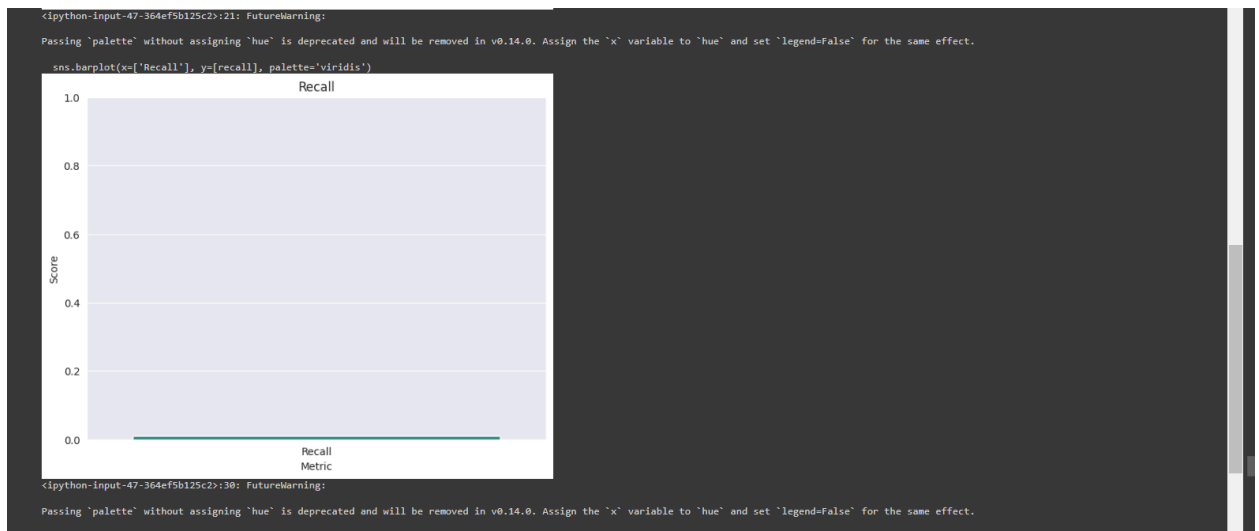 <ipython-input-47-364ef5b125c2>:21: FutureWarning:
Passing `palette` without assigning `hue` is deprecated and will be removed in v0.14.0. Assign the `x` variable to `hue` and set `legend=False` for the same effect.
sns.barplot(x=['Recall'], y=[recall], palette='viridis')
Recall
1.0
0.8
0.6
Score
0.4
0.2
0.0
Recall
Metric
<ipython-input-47-364ef5b125c2>:30: FutureWarning:
Passing `palette` without assigning `hue` is deprecated and will be removed in v0.14.0. Assign the `x` variable to `hue` and set `legend=False` for the same effect.